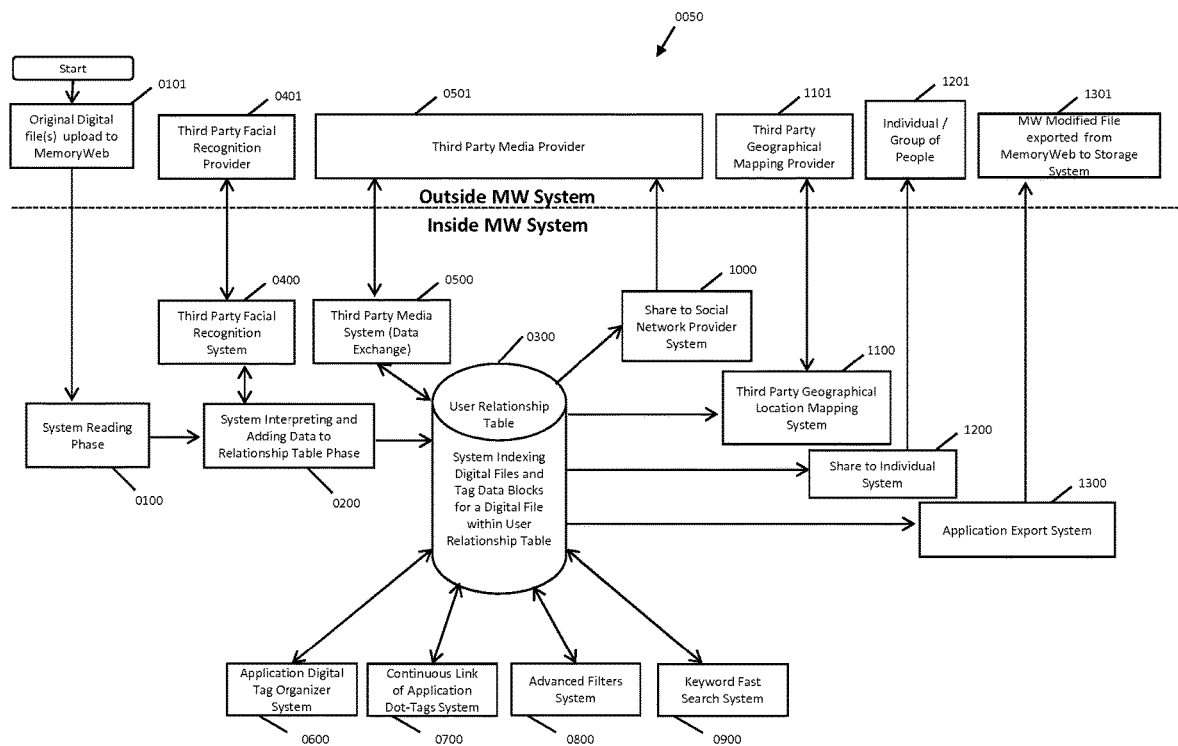 0050
Start
0101
0401
0501
1101
1201
1301
Original Digital
file(s) upload to
MemoryWeb
Third Party Facial
Recognition
Provider
Third Party Media Provider
Third Party
Geographical
Mapping Provider
Individual /
Group of
People
MW Modified File
exported from
MemoryWeb to Storage
System
Outside MW System
Inside MW System
0400
0500
1000
Third Party Facial
Recognition
System
Third Party Media
System (Data
Exchange)
Share to Social
Network Provider
System
0300
1100
User Relationship
Table
Third Party Geographical
Location Mapping
System
System Reading
Phase
System Interpreting and
Adding Data to
Relationship Table Phase
1200
System Indexing
Digital Files and
Tag Data Blocks
for a Digital File
within User
Relationship Table
Share to Individual
System
0100
0200
1300
Application Export System
Application Digital
Tag Organizer
System
Continuous Link
of Application
Dot-Tags System
Advanced Filters
System
Keyword Fast
Search System
0600
0700
0800
0900